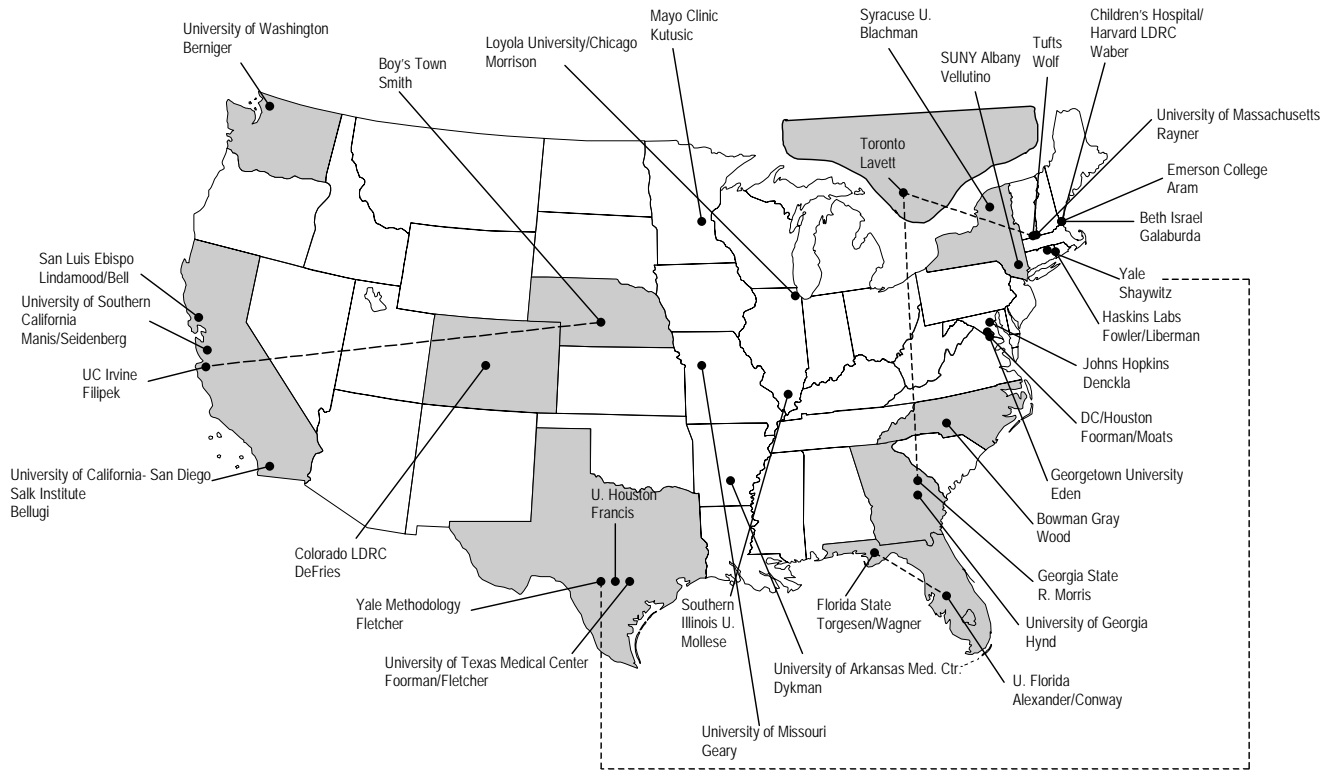 University of Washington
Berniger
Boy's Town
Smith
Loyola University/Chicago
Morrison
Mayo Clinic
Kutusic
Syracuse U.
Blachman
SUNY Albany
Vellutino
Tufts
Wolf
Children's Hospital/
Harvard LDRC
Waber
University of Massachusetts
Rayner
Emerson College
Aram
Beth Israel
Galaburda
Toronto
Lavett
Yale
Shaywitz
Haskins Labs
Fowler/Liberman
Johns Hopkins
Denckla
DC/Houston
Foorman/Moats
Georgetown University
Eden
Bowman Gray
Wood
Georgia State
R. Morris
University of Georgia
Hynd
U. Florida
Alexander/Conway
San Luis Ebispo
Lindamood/Bell
University of Southern
California
Manis/Seidenberg
UC Irvine
Filipek
University of California- San Diego
Salk Institute
Bellugi
Colorado LDRC
DeFries
U. Houston
Francis
Yale Methodology
Fletcher
University of Texas Medical Center
Foorman/Fletcher
Southern
Illinois U.
Mollese
Florida State
Torgesen/Wagner
University of Arkansas Med. Ctr.
Dykman
University of Missouri
Geary